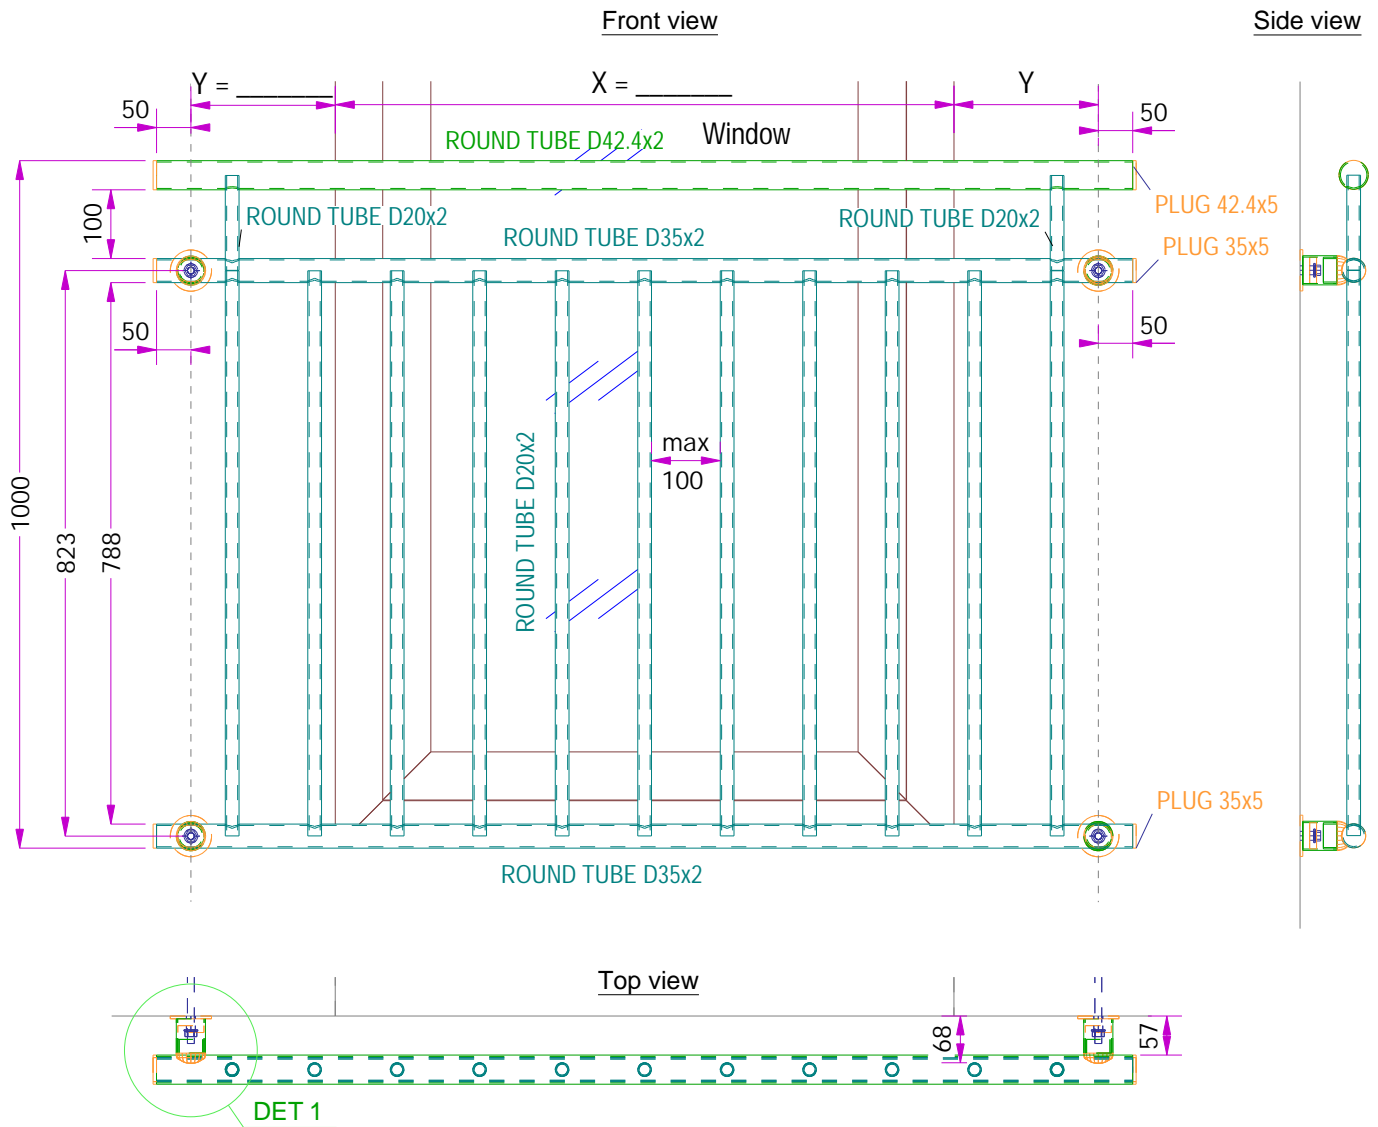 Front view
Side view
Y = _______
X = _______
Y
50
50
ROUND TUBE D42.4x2
Window
PLUG 42.4x5
100
ROUND TUBE D20x2
ROUND TUBE D35x2
ROUND TUBE D20x2
PLUG 35x5
50
50
max
100
ROUND TUBE D20x2
1000
823
788
PLUG 35x5
ROUND TUBE D35x2
Top view
68
57
DET 1